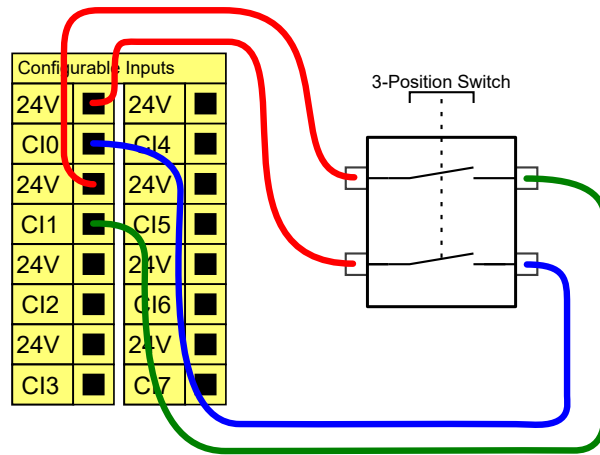 3-Position Switch
Configurable Inputs
24V 24V
CI0 CI4
24V 24V
CI1 CI5
24V 24V
CI2 CI6
24V 24V
CI3 CI7